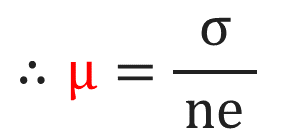 ∴ μ = σ / ne